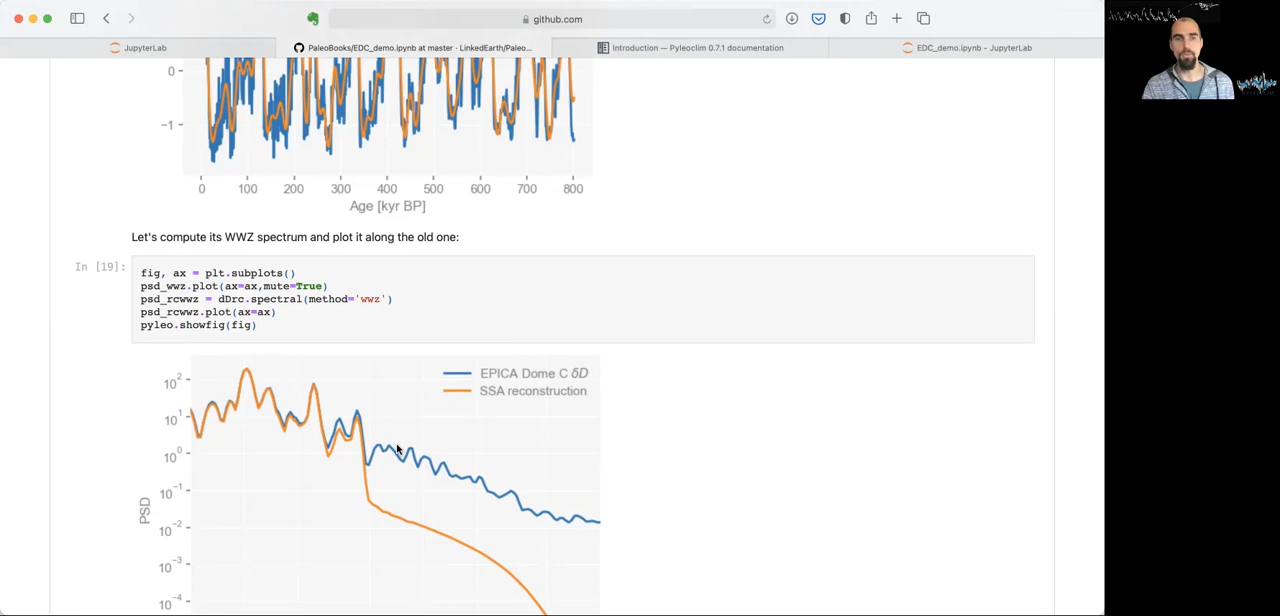 github.com
JupyterLab
PaleoBooks/EDC_demo.ipynb at master · LinkedEarth/Paleo...
Introduction — Pyleoclim 0.7.1 documentation
EDC_demo.ipynb - JupyterLab
0
−1
0 100 200 300 400 500 600 700 800
Age [kyr BP]
Let's compute its WWZ spectrum and plot it along the old one:
In [19]:
fig, ax = plt.subplots()
psd_wwz.plot(ax=ax,mute=True)
psd_rcwwz = dDrc.spectral(method='wwz')
psd_rcwwz.plot(ax=ax)
pyleo.showfig(fig)
EPICA Dome C δD
SSA reconstruction
10²
10¹
10⁰
10⁻¹
10⁻²
10⁻³
10⁻⁴
PSD